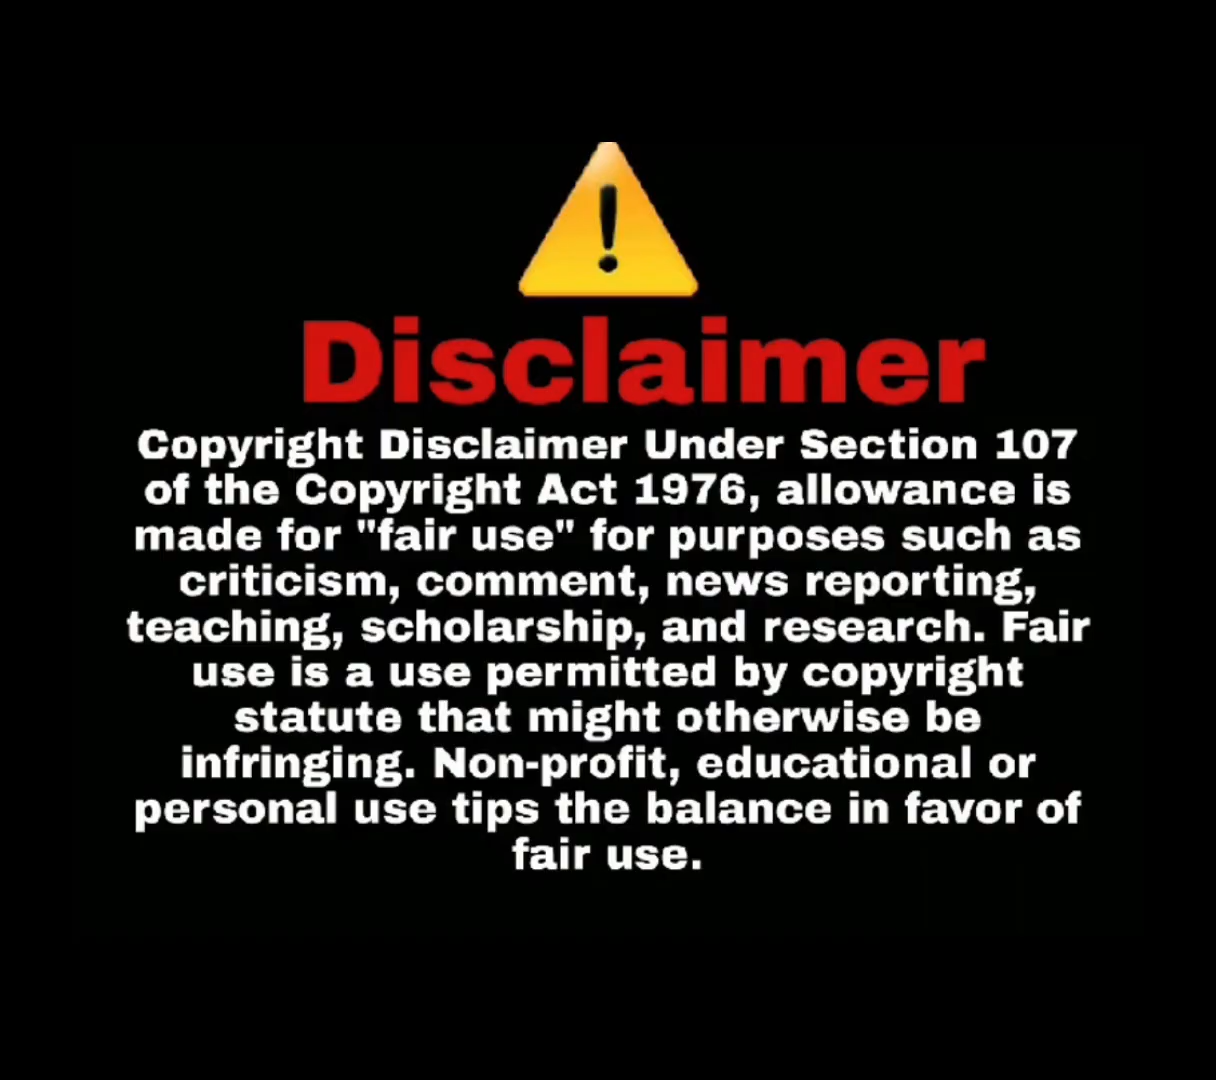 Disclaimer
Copyright Disclaimer Under Section 107
of the Copyright Act 1976, allowance is
made for "fair use" for purposes such as
criticism, comment, news reporting,
teaching, scholarship, and research. Fair
use is a use permitted by copyright
statute that might otherwise be
infringing. Non-profit, educational or
personal use tips the balance in favor of
fair use.